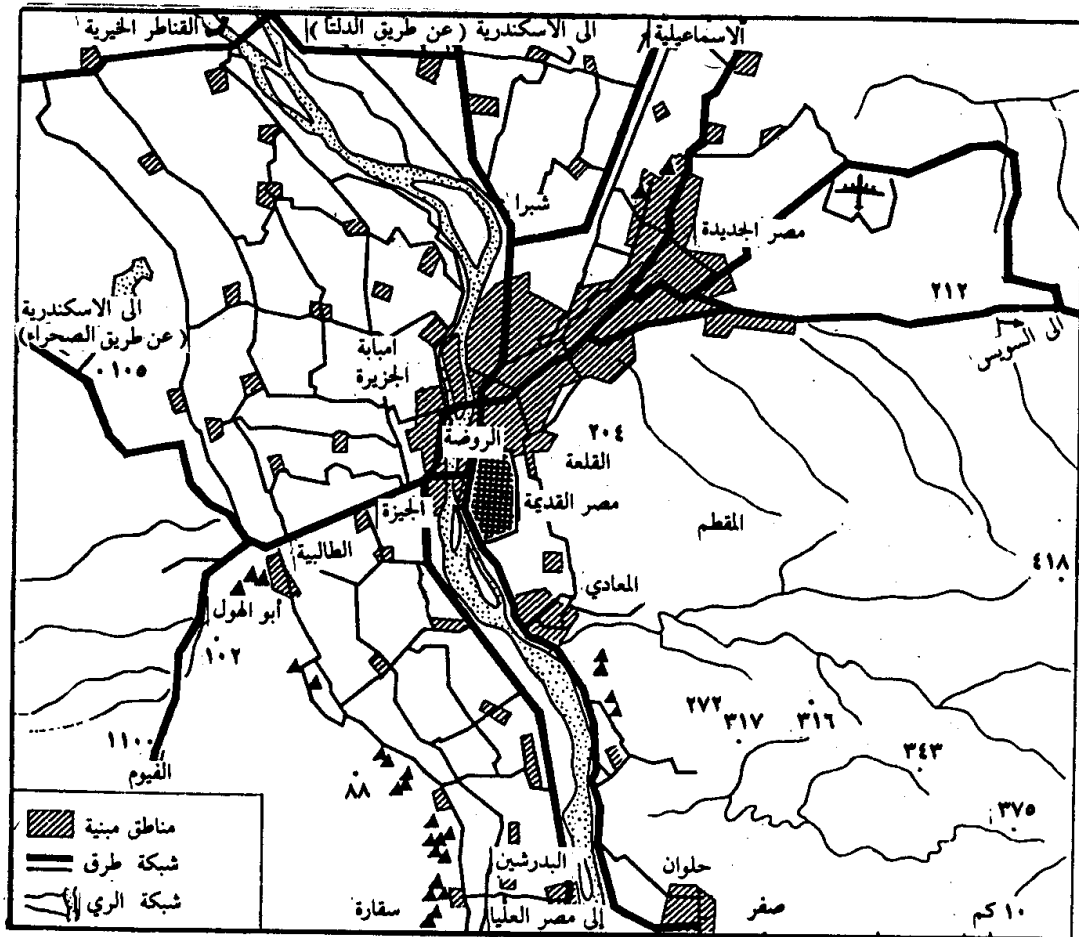 القناطر الخيرية
الى الاسكندرية (عن طريق الدلتا)
الاسماعيلية
شبرا
مصر الجديدة
الى الاسكندرية
(عن طريق الصحراء)
٠١٠٥
٢١٢
الى السويس
امبابة
الجزيرة
الروضة
٢٠٤
القلعة
مصر القديمة
الجيزة
المقطم
الطالبية
المعادي
٤١٨
أبو الهول
١٠٢
٢٧٢
٣١٧
٣١٦
٣٤٣
٣٧٥
١١٠٠
الفيوم
٨٨
مناطق مبنية
شبكة طرق
شبكة الري
البدرشين
حلوان
سقارة
إلى مصر العليا
صفر
١٠ كم